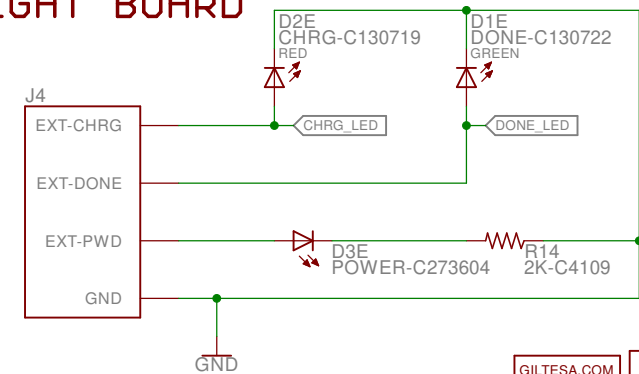 IGHT BOARD
D2E
CHRG-C130719
RED
D1E
DONE-C130722
GREEN
J4
EXT-CHRG
CHRG_LED
DONE_LED
EXT-DONE
EXT-PWD
D3E
POWER-C273604
R14
2K-C4109
GND
GND
GILTESA.COM